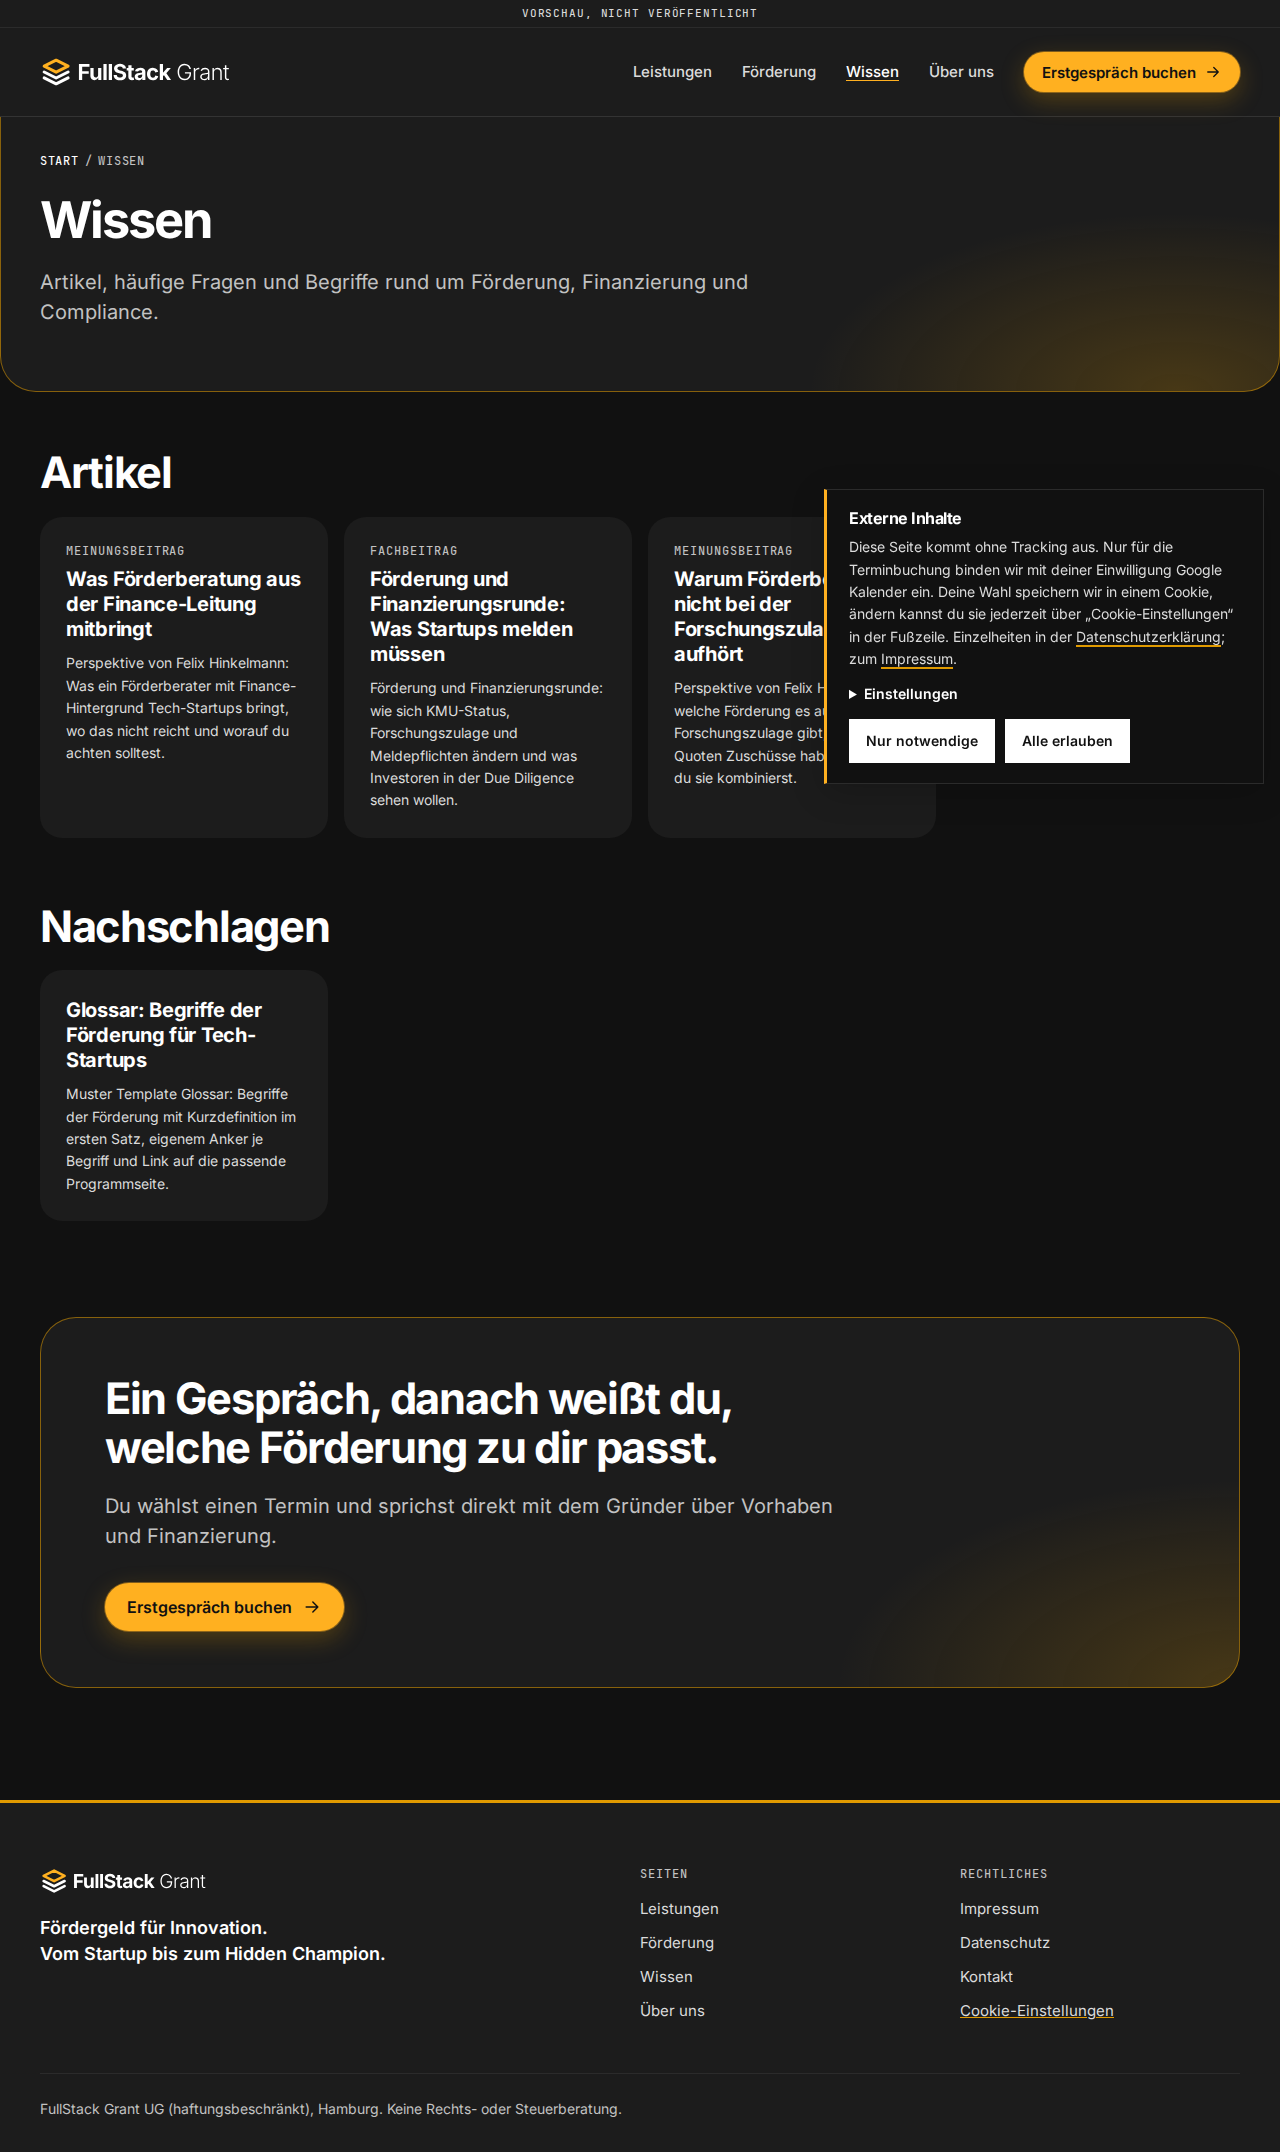 VORSCHAU, NICHT VERÖFFENTLICHT
FullStack Grant
Leistungen
Förderung
Wissen
Über uns
Erstgespräch buchen
START / WISSEN
Wissen
Artikel, häufige Fragen und Begriffe rund um Förderung, Finanzierung und
Compliance.
Artikel
MEINUNGSBEITRAG
Was Förderberatung aus
der Finance-Leitung
mitbringt
Perspektive von Felix Hinkelmann:
Was ein Förderberater mit Finance-
Hintergrund Tech-Startups bringt,
wo das nicht reicht und worauf du
achten solltest.
FACHBEITRAG
Förderung und
Finanzierungsrunde:
Was Startups melden
müssen
Förderung und Finanzierungsrunde:
wie sich KMU-Status,
Forschungszulage und
Meldepflichten ändern und was
Investoren in der Due Diligence
sehen wollen.
MEINUNGSBEITRAG
Warum
nicht bei der
aufhört
Perspektive von Felix
welche Förderung es
Forschungszulage gibt
Quoten Zuschüsse
du sie kombinierst.
Externe Inhalte
Diese Seite kommt ohne Tracking aus. Nur für die
Terminbuchung binden wir mit deiner Einwilligung Google
Kalender ein. Deine Wahl speichern wir in einem Cookie,
ändern kannst du sie jederzeit über „Cookie-Einstellungen“
in der Fußzeile. Einzelheiten in der Datenschutzerklärung;
zum Impressum.
Einstellungen
Nur notwendige
Alle erlauben
Nachschlagen
Glossar: Begriffe der
Förderung für Tech-
Startups
Muster Template Glossar: Begriffe
der Förderung mit Kurzdefinition im
ersten Satz, eigenem Anker je
Begriff und Link auf die passende
Programmseite.
Ein Gespräch, danach weißt du,
welche Förderung zu dir passt.
Du wählst einen Termin und sprichst direkt mit dem Gründer über Vorhaben
und Finanzierung.
Erstgespräch buchen
FullStack Grant
Fördergeld für Innovation.
Vom Startup bis zum Hidden Champion.
SEITEN
Leistungen
Förderung
Wissen
Über uns
RECHTLICHES
Impressum
Datenschutz
Kontakt
Cookie-Einstellungen
FullStack Grant UG (haftungsbeschränkt), Hamburg. Keine Rechts- oder Steuerberatung.